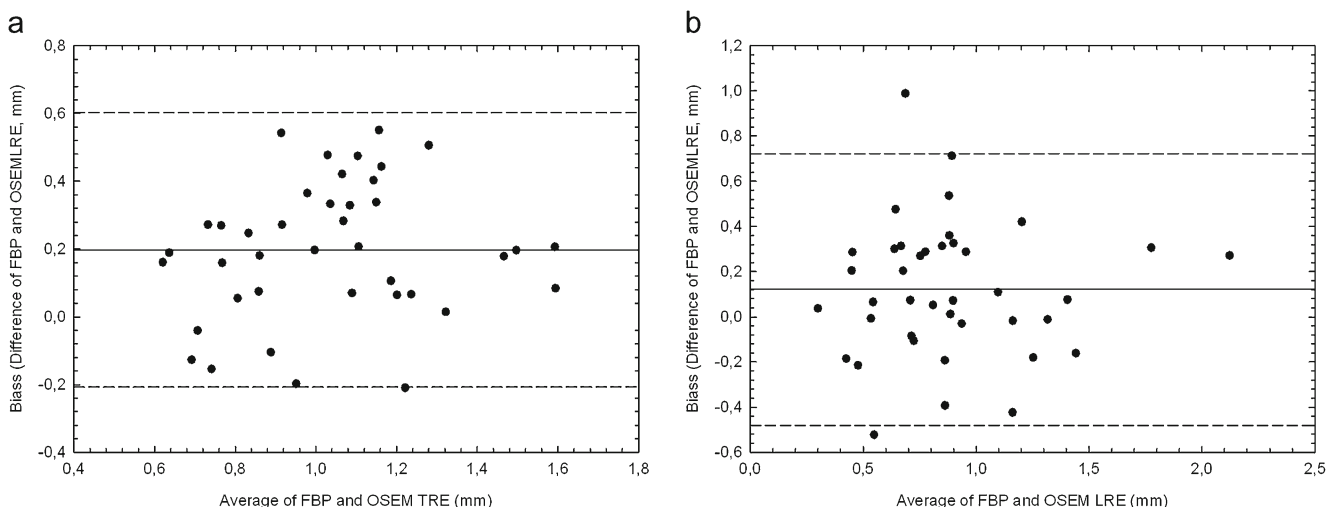 a
0,8
0,6
0,4
0,2
0,0
-0,2
-0,4
0,4 0,6 0,8 1,0 1,2 1,4 1,6 1,8
Biass (Difference of FBP and OSEMLRE, mm)
Average of FBP and OSEM TRE (mm)
b
1,2
1,0
0,8
0,6
0,4
0,2
0,0
-0,2
-0,4
-0,6
0,0 0,5 1,0 1,5 2,0 2,5
Biass (Difference of FBP and OSEMLRE, mm)
Average of FBP and OSEM LRE (mm)